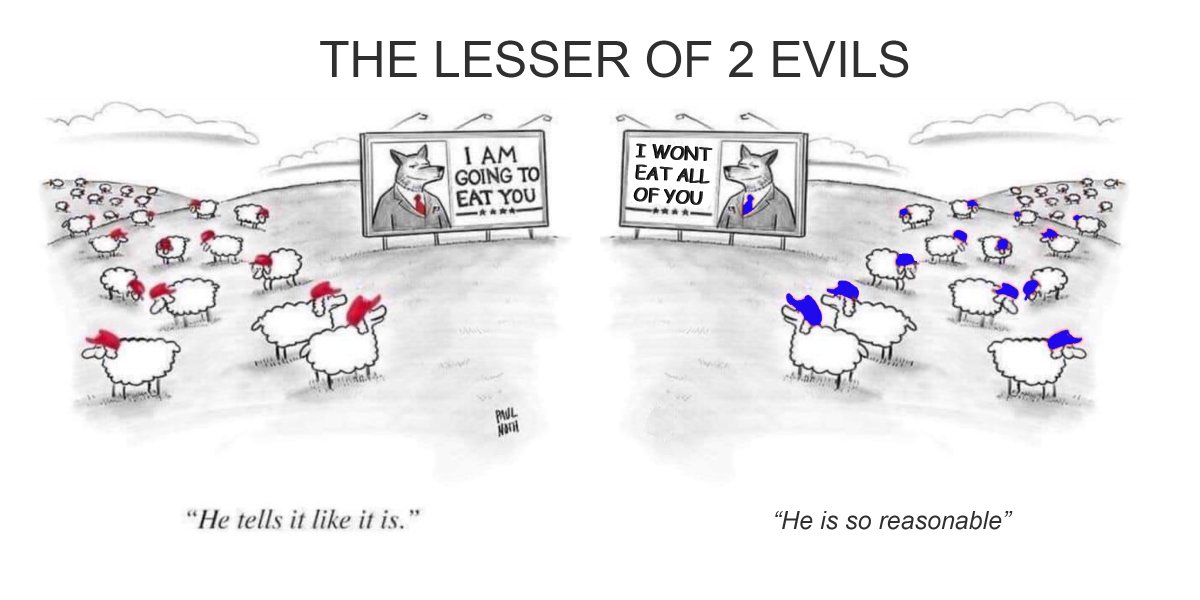 THE LESSER OF 2 EVILS
I AM
GOING TO
EAT YOU
I WONT
EAT ALL
OF YOU
PAUL
NOTH
“He tells it like it is.”
“He is so reasonable”